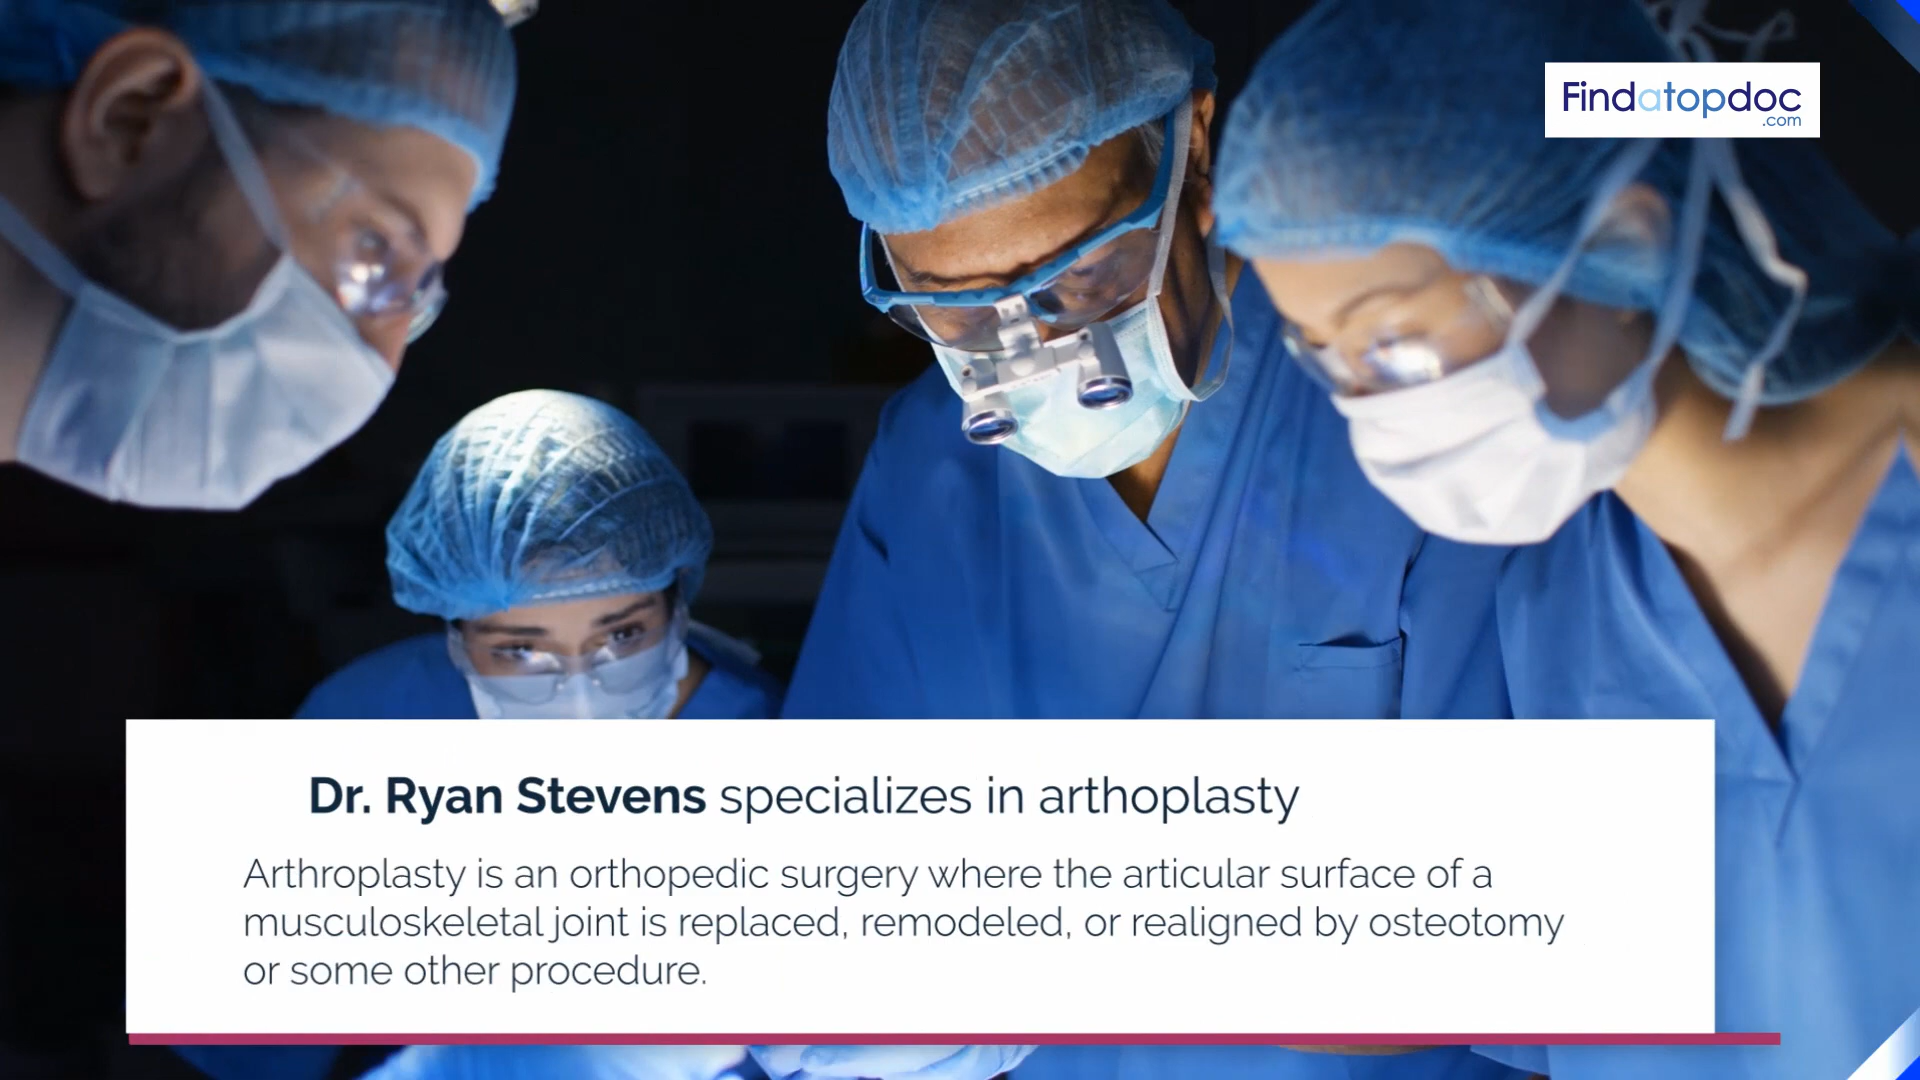 Findatopdoc
.com
Dr. Ryan Stevens specializes in arthoplasty
Arthroplasty is an orthopedic surgery where the articular surface of a
musculoskeletal joint is replaced, remodeled, or realigned by osteotomy
or some other procedure.